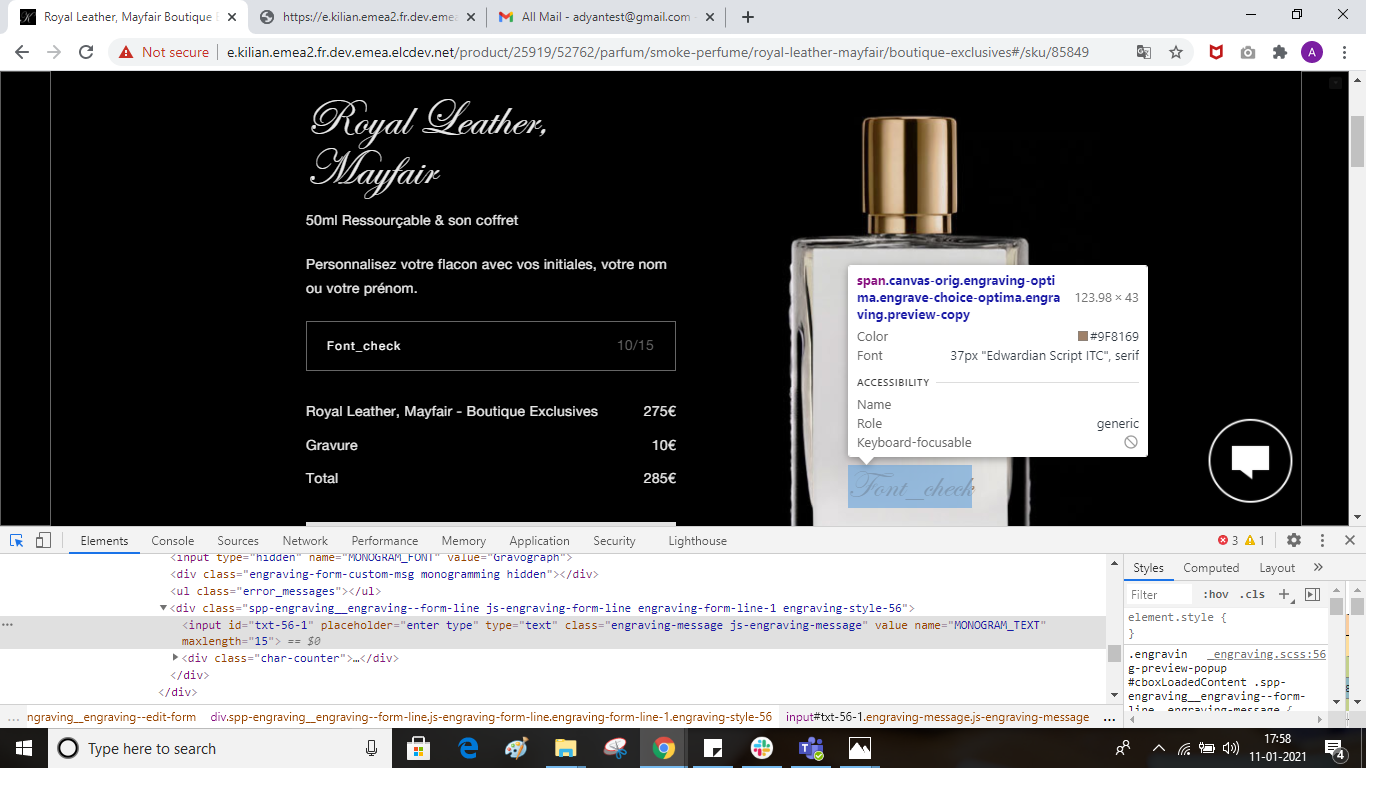 Royal Leather, Mayfair Boutique E
https://e.kilian.emea2.fr.dev.emea
All Mail - adyantest@gmail.com
Not secure
e.kilian.emea2.fr.dev.emea.elcdev.net/product/25919/52762/parfum/smoke-perfume/royal-leather-mayfair/boutique-exclusives#/sku/85849
A
Royal Leather,
Mayfair
50ml Ressourçable & son coffret
Personnalisez votre flacon avec vos initiales, votre nom
ou votre prénom.
Font_check 10/15
Royal Leather, Mayfair - Boutique Exclusives 275€
Gravure 10€
Total 285€
span.canvas-orig.engraving-opti
ma.engrave-choice-optima.engra
ving.preview-copy
123.98 × 43
Color #9F8169
Font 37px "Edwardian Script ITC", serif
ACCESSIBILITY
Name
Role generic
Keyboard-focusable
Font_check
Elements Console Sources Network Performance Memory Application Security Lighthouse 3 1
<input type="hidden" name="MONOGRAM_FONT" value="Gravograph">
<div class="engraving-form-custom-msg monogramming hidden"></div>
<ul class="error_messages"></ul>
<div class="spp-engraving__engraving--form-line js-engraving-form-line engraving-form-line-1 engraving-style-56">
<input id="txt-56-1" placeholder="enter type" type="text" class="engraving-message js-engraving-message" value name="MONOGRAM_TEXT"
maxlength="15"> == $0
<div class="char-counter">…</div>
</div>
</div>
... ngraving__engraving--edit-form div.spp-engraving__engraving--form-line.js-engraving-form-line.engraving-form-line-1.engraving-style-56 input#txt-56-1.engraving-message.js-engraving-message ...
Styles Computed Layout »
Filter :hov .cls +
element.style {
}
.engravin _engraving.scss:56
g-preview-popup
#cboxLoadedContent .spp-
engraving__engraving--form-
line .engraving-message {
Type here to search
17:58
11-01-2021
4